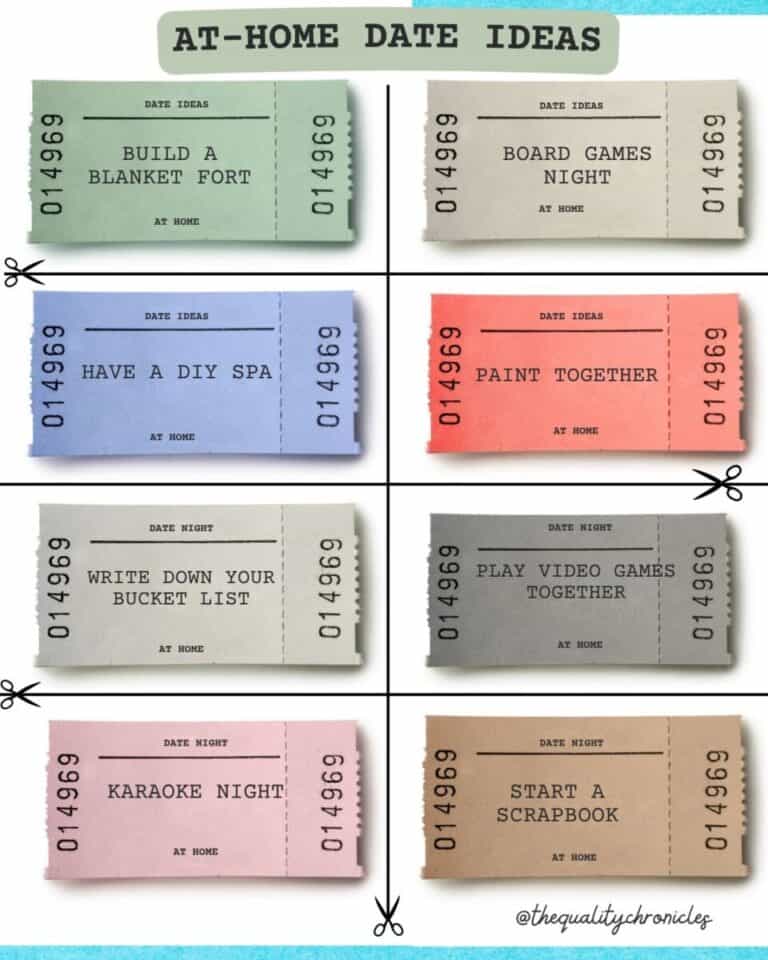 AT-HOME DATE IDEAS
014969
DATE IDEAS
BUILD A
BLANKET FORT
AT HOME
014969
014969
DATE IDEAS
BOARD GAMES
NIGHT
AT HOME
014969
014969
DATE IDEAS
HAVE A DIY SPA
AT HOME
014969
014969
DATE IDEAS
PAINT TOGETHER
AT HOME
014969
014969
DATE NIGHT
WRITE DOWN YOUR
BUCKET LIST
AT HOME
014969
014969
DATE NIGHT
PLAY VIDEO GAMES
TOGETHER
AT HOME
014969
014969
DATE NIGHT
KARAOKE NIGHT
AT HOME
014969
014969
DATE NIGHT
START A
SCRAPBOOK
AT HOME
014969
@thequalitychronicles